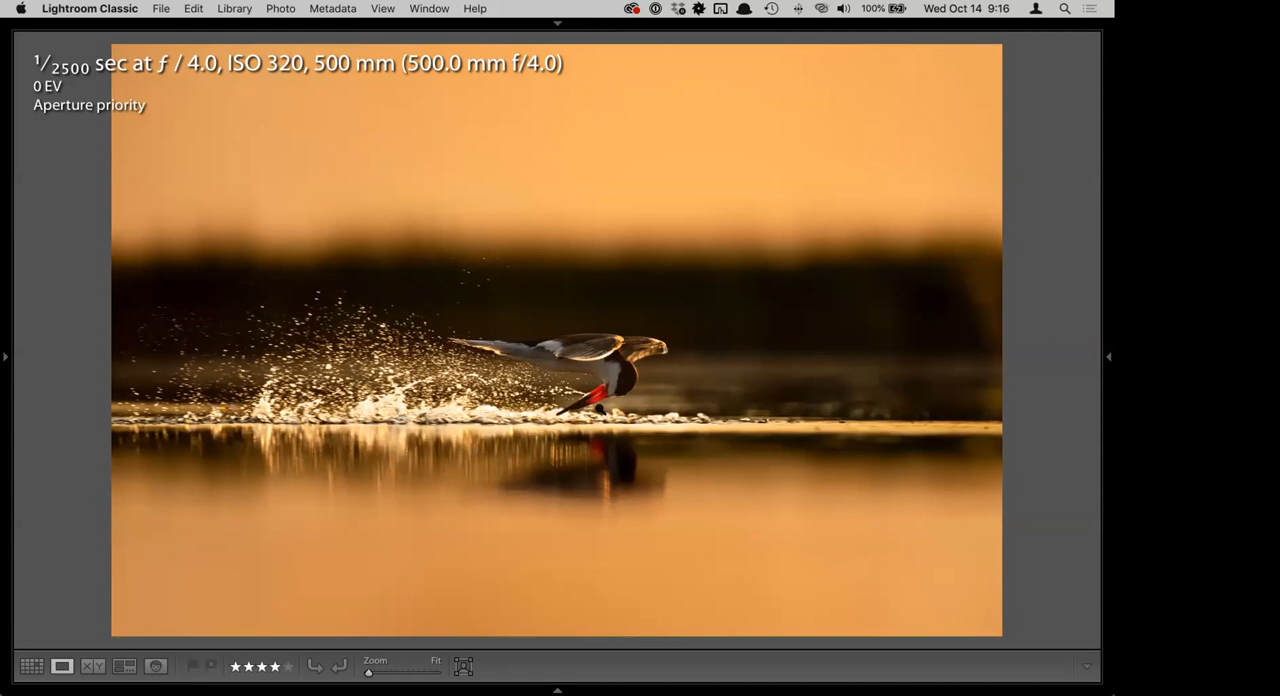 Lightroom Classic File Edit Library Photo Metadata View Window Help 100% Wed Oct 14 9:16
1/2500 sec at ƒ / 4.0, ISO 320, 500 mm (500.0 mm f/4.0)
0 EV
Aperture priority
XY Zoom Fit